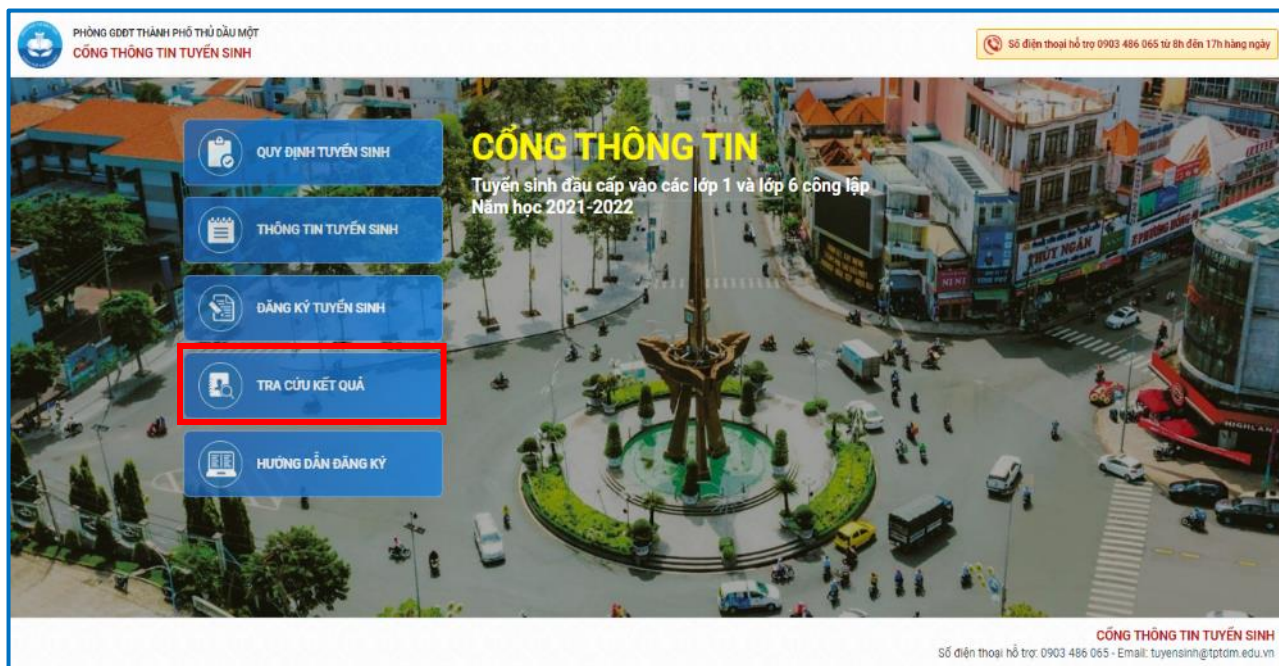 PHÒNG GDĐT THÀNH PHỐ THỦ DẦU MỘT
CỔNG THÔNG TIN TUYỂN SINH
Số điện thoại hỗ trợ 0903 486 065 từ 8h đến 17h hàng ngày
QUY ĐỊNH TUYỂN SINH
THÔNG TIN TUYỂN SINH
ĐĂNG KÝ TUYỂN SINH
TRA CỨU KẾT QUẢ
HƯỚNG DẪN ĐĂNG KÝ
CỔNG THÔNG TIN
Tuyển sinh đầu cấp vào các lớp 1 và lớp 6 công lập
Năm học 2021-2022
THÚY NGÂN
NI NI
HIGHLAN
CỔNG THÔNG TIN TUYỂN SINH
Số điện thoại hỗ trợ: 0903 486 065 - Email: tuyensinh@tptdm.edu.vn